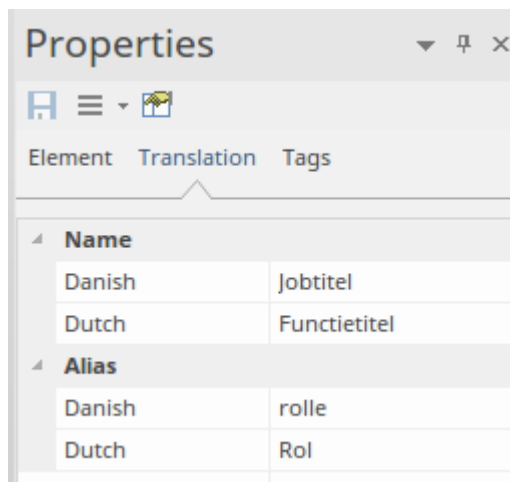 Properties
Element Translation Tags
Name
Danish Jobtitel
Dutch Functietitel
Alias
Danish rolle
Dutch Rol